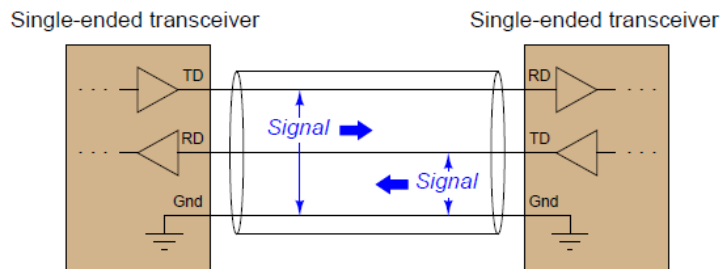 Single-ended transceiver Single-ended transceiver
TD RD
Signal
RD TD
Signal
Gnd Gnd